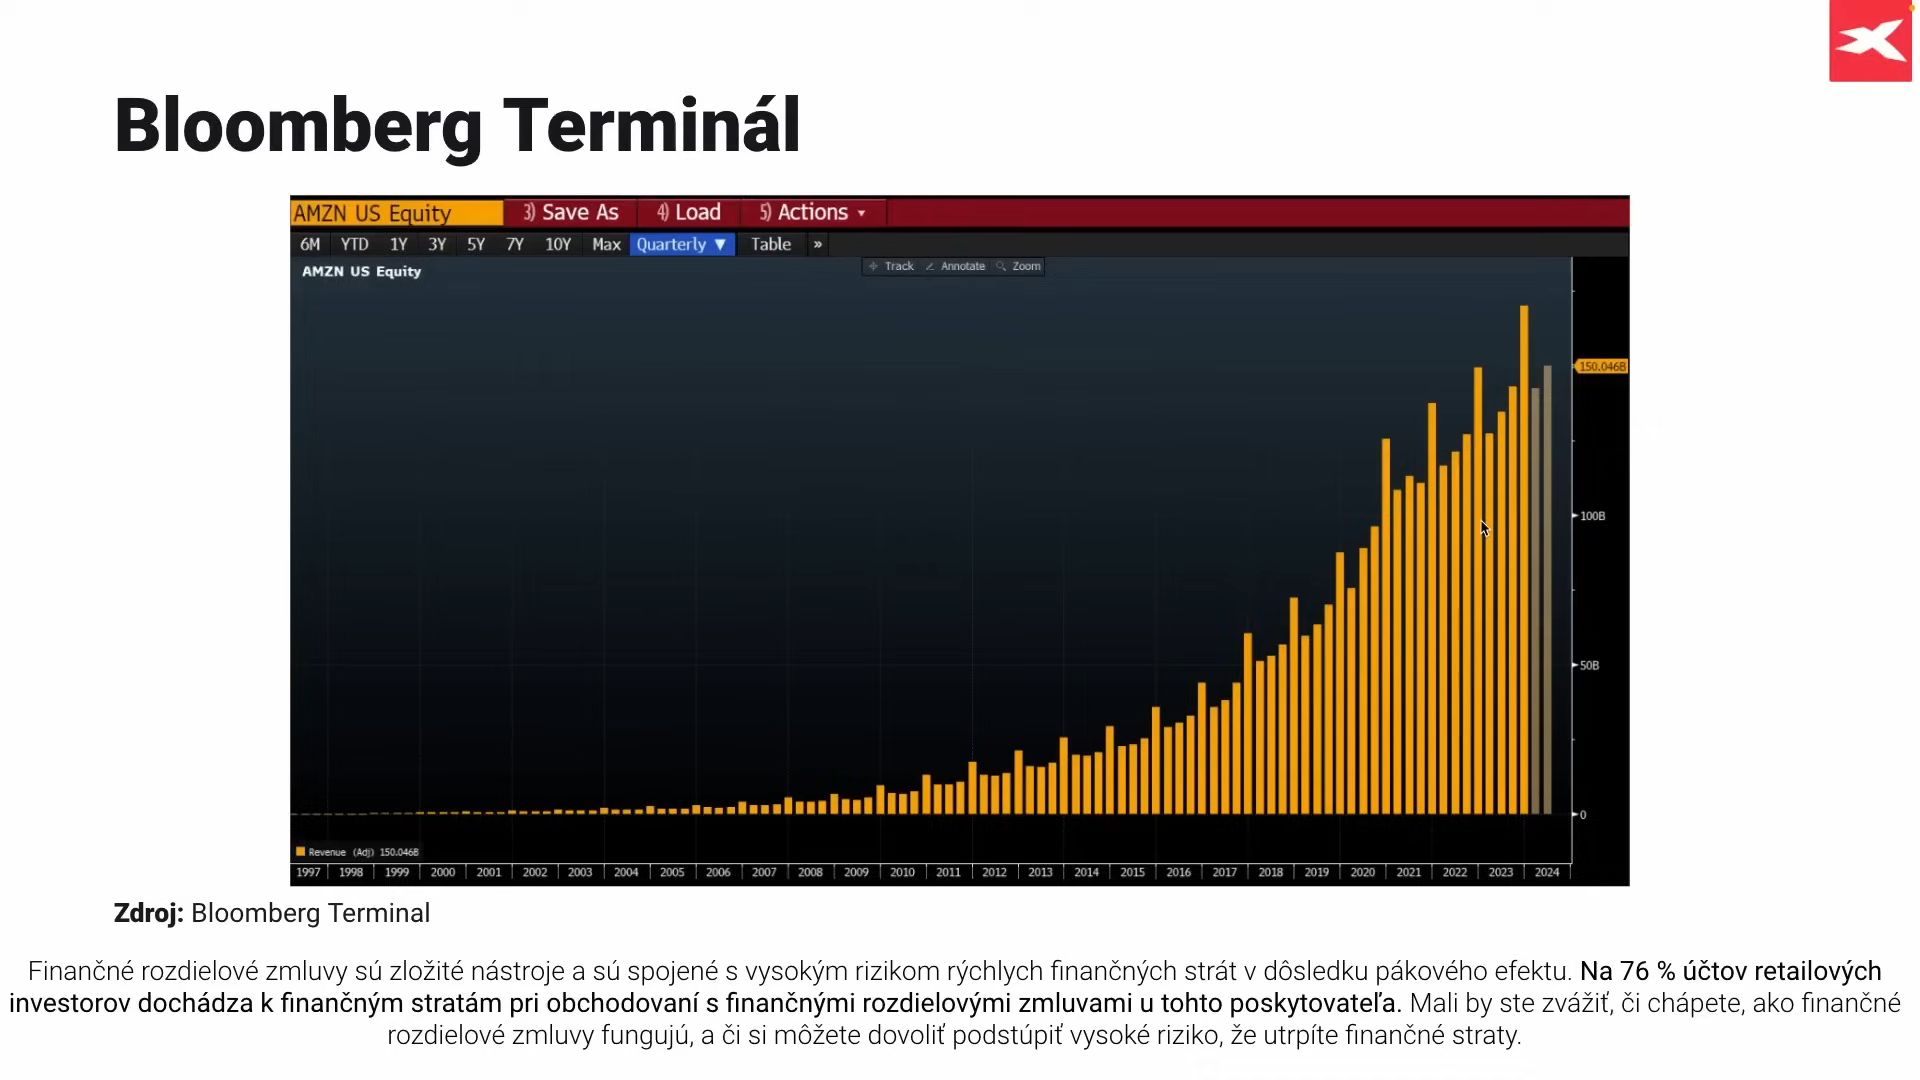 Bloomberg Terminál
AMZN US Equity 3) Save As 4) Load 5) Actions
6M YTD 1Y 3Y 5Y 7Y 10Y Max Quarterly ▼ Table »
Track Annotate Zoom
AMZN US Equity
150.046B
100B
50B
0
Revenue (Adj) 150.046B
1997 1998 1999 2000 2001 2002 2003 2004 2005 2006 2007 2008 2009 2010 2011 2012 2013 2014 2015 2016 2017 2018 2019 2020 2021 2022 2023 2024
Zdroj: Bloomberg Terminal
Finančné rozdielové zmluvy sú zložité nástroje a sú spojené s vysokým rizikom rýchlych finančných strát v dôsledku pákového efektu. Na 76 % účtov retailových
investorov dochádza k finančným stratám pri obchodovaní s finančnými rozdielovými zmluvami u tohto poskytovateľa. Mali by ste zvážiť, či chápete, ako finančné
rozdielové zmluvy fungujú, a či si môžete dovoliť podstúpiť vysoké riziko, že utrpíte finančné straty.